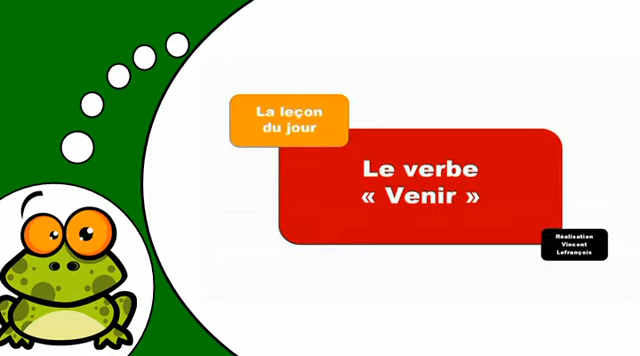 La leçon
du jour
Le verbe
« Venir »
Réalisation
Vincent
Lefrançois